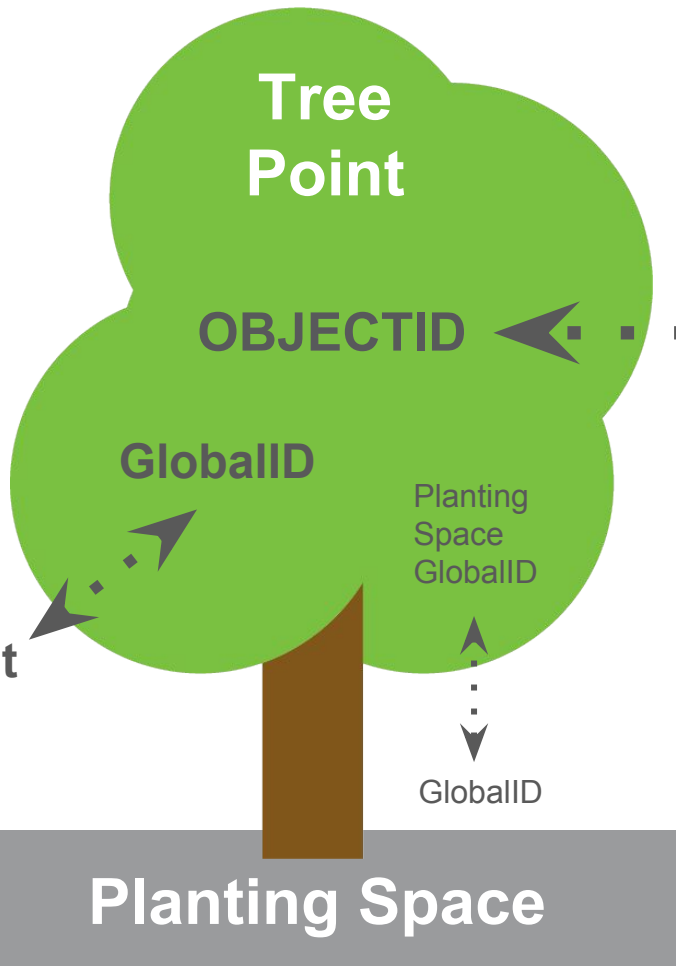 Tree
Point
OBJECTID
GlobalID
Planting
Space
GlobalID
t
GlobalID
Planting Space